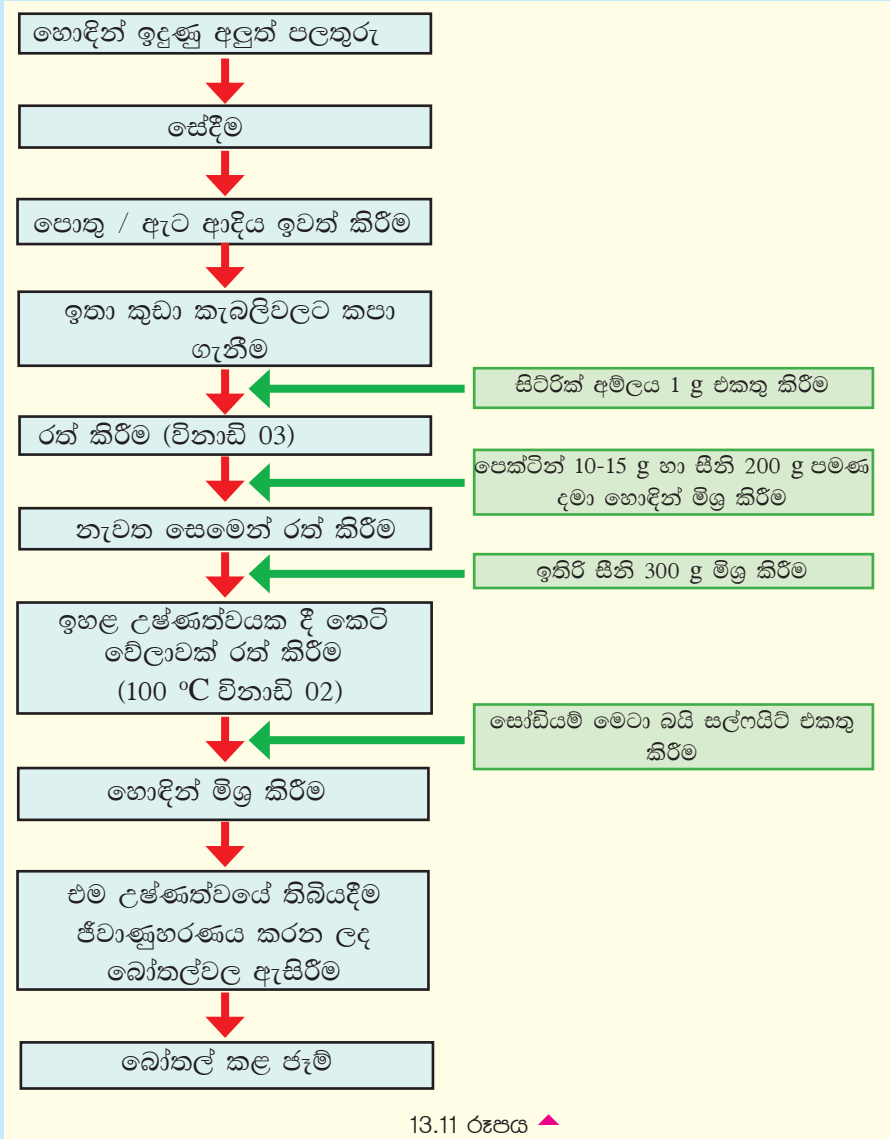 හොඳින් ඉදුණු අලුත් පලතුරු
සේදීම
පොතු / ඇට ආදිය ඉවත් කිරීම
ඉතා කුඩා කැබලිවලට කපා
ගැනීම
සිට්රික් අම්ලය 1 g එකතු කිරීම
රත් කිරීම (විනාඩි 03)
පෙක්ටින් 10-15 g හා සීනි 200 g පමණ
දමා හොඳින් මිශ්‍ර කිරීම
නැවත සෙමෙන් රත් කිරීම
ඉතිරි සීනි 300 g මිශ්‍ර කිරීම
ඉහළ උෂ්ණත්වයක දී කෙටි
වේලාවක් රත් කිරීම
(100 °C විනාඩි 02)
සෝඩියම් මෙටා බයි සල්ෆයිට් එකතු
කිරීම
හොඳින් මිශ්‍ර කිරීම
එම උෂ්ණත්වයේ තිබියදීම
ජීවාණුහරණය කරන ලද
බෝතල්වල ඇසිරීම
බෝතල් කළ ජෑම්
13.11 රූපය